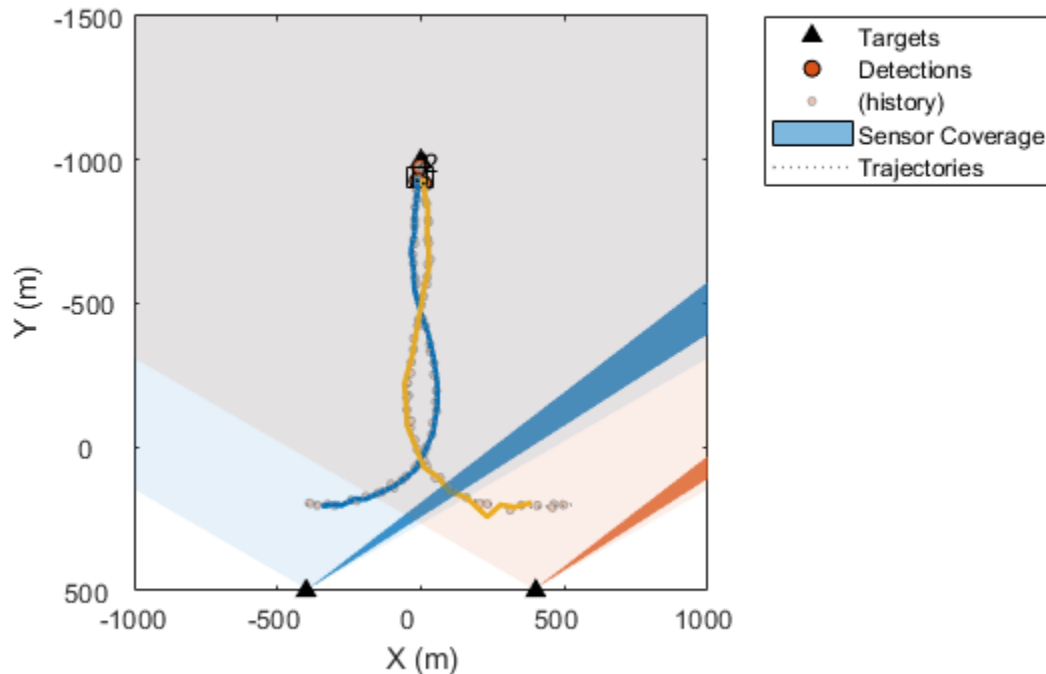 -1500
-1000
-500
0
500
Y (m)
-1000
-500
0
500
1000
X (m)
Targets
Detections
(history)
Sensor Coverage
Trajectories